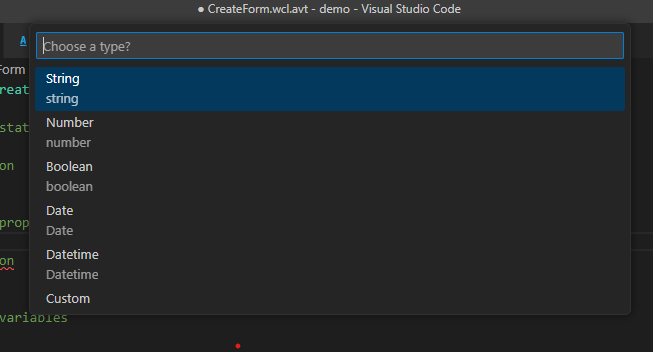 ● CreateForm.wcl.avt - demo - Visual Studio Code
A
Choose a type?
Form
String
reat
string
Number
stat
number
on
Boolean
boolean
Date
prop
Date
Datetime
on
Datetime
Custom
variables